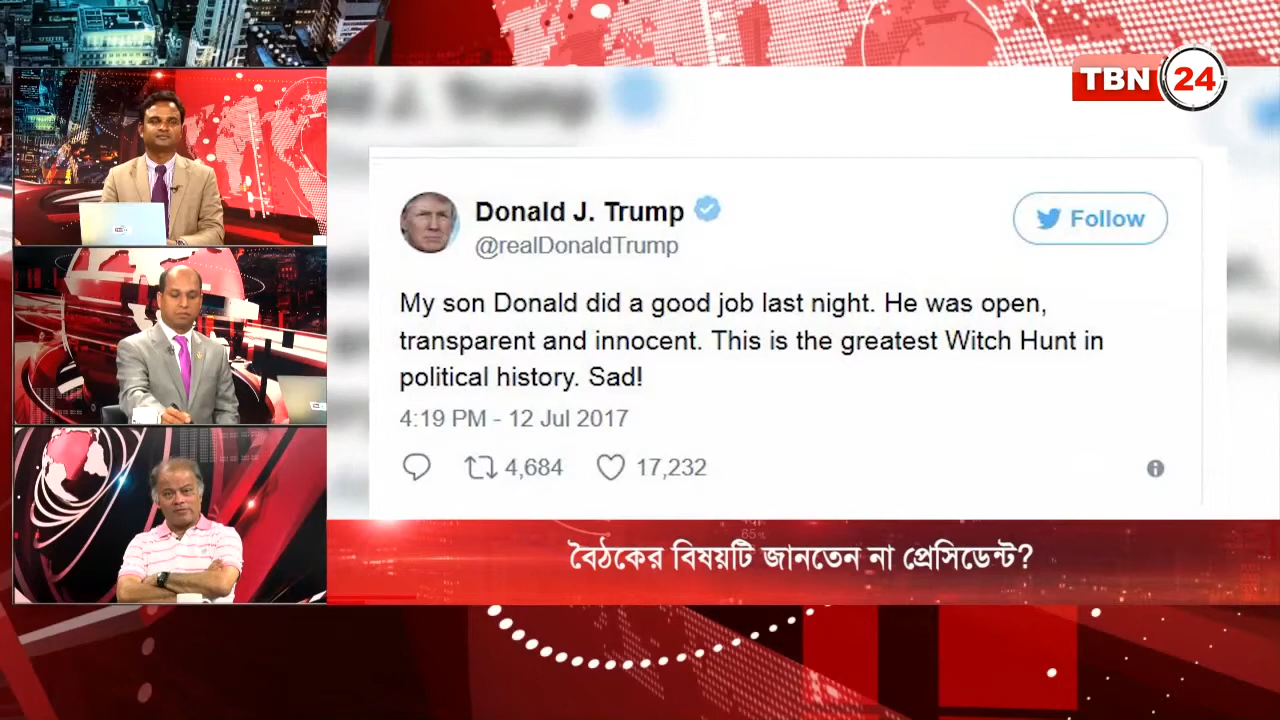 TBN 24
Donald J. Trump
@realDonaldTrump
Follow
My son Donald did a good job last night. He was open,
transparent and innocent. This is the greatest Witch Hunt in
political history. Sad!
4:19 PM - 12 Jul 2017
4,684 17,232
বৈঠকের বিষয়টি জানতেন না প্রেসিডেন্ট?